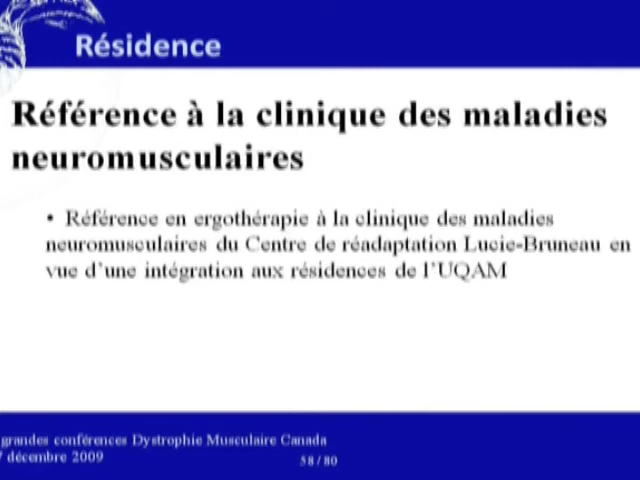 Résidence
Référence à la clinique des maladies
neuromusculaires
• Référence en ergothérapie à la clinique des maladies
neuromusculaires du Centre de réadaptation Lucie-Bruneau en
vue d'une intégration aux résidences de l'UQAM
grandes conférences Dystrophie Musculaire Canada
7 décembre 2009
58 / 80